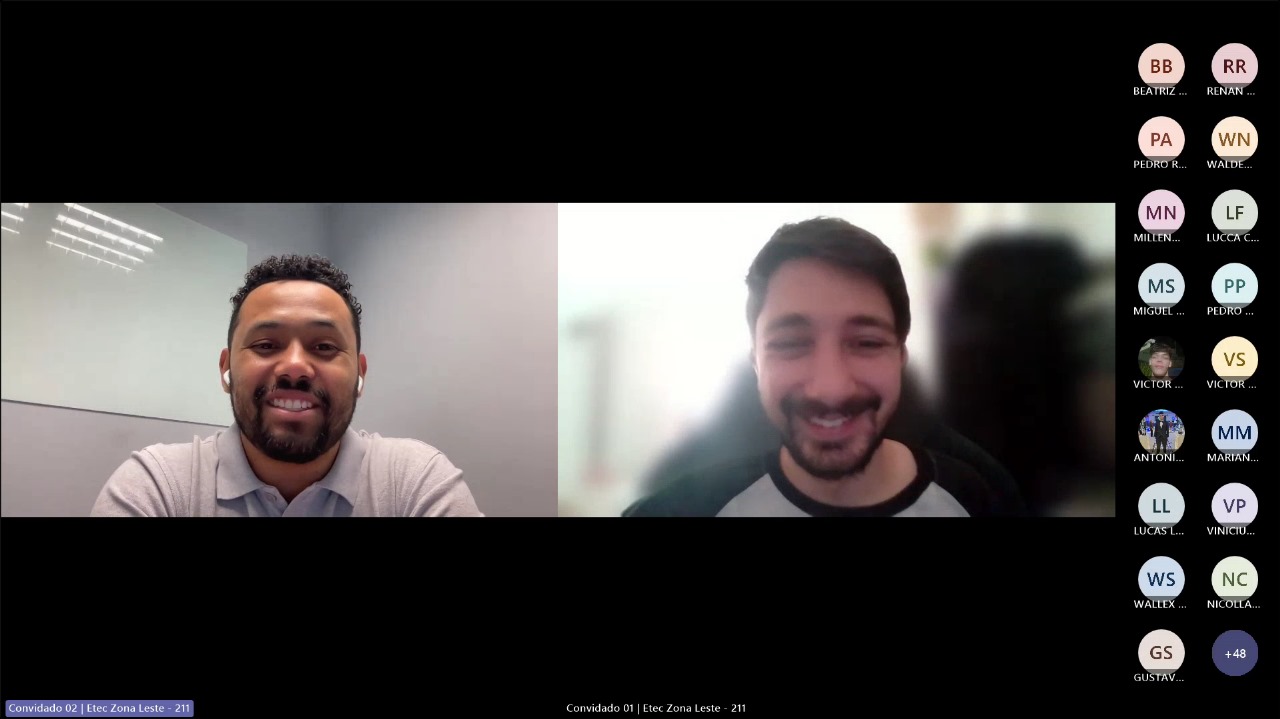 BB RR
BEATRIZ ... RENAN ...
PA WN
PEDRO R... WALDE...
MN LF
MILLEN... LUCCA C...
MS PP
MIGUEL ... PEDRO ...
VS
VICTOR ... VICTOR ...
MM
ANTONI... MARIAN...
LL VP
LUCAS L... VINICIU...
WS NC
WALLEX ... NICOLLA...
GS +48
GUSTAV...
Convidado 02 | Etec Zona Leste - 211 Convidado 01 | Etec Zona Leste - 211